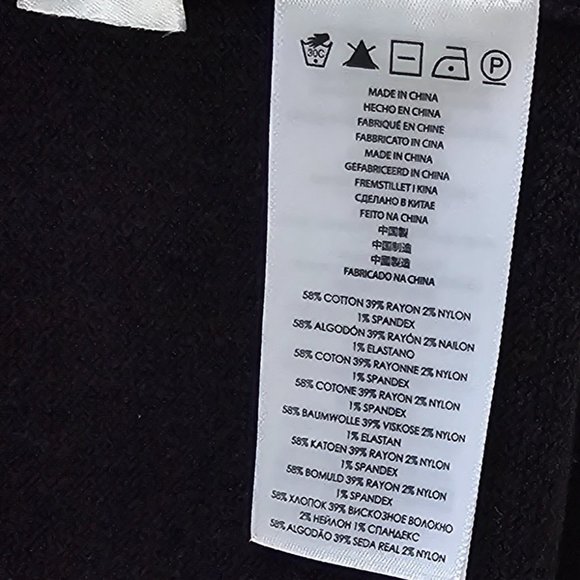 30C
P
MADE IN CHINA
HECHO EN CHINA
FABRIQUÉ EN CHINE
FABBRICATO IN CINA
MADE IN CHINA
GEFABRICEERD IN CHINA
FREMSTILLET I KINA
СДЕЛАНО В КИТАЕ
FEITO NA CHINA
中国製
中国制造
中國製造
FABRICADO NA CHINA
58% COTTON 39% RAYON 2% NYLON
1% SPANDEX
58% ALGODÓN 39% RAYÓN 2% NAILON
1% ELASTANO
58% COTON 39% RAYONNE 2% NYLON
1% SPANDEX
58% COTONE 39% RAYON 2% NYLON
1% SPANDEX
58% BAUMWOLLE 39% VISKOSE 2% NYLON
1% ELASTAN
58% KATOEN 39% RAYON 2% NYLON
1% SPANDEX
58% BOMULD 39% RAYON 2% NYLON
1% SPANDEX
58% ХЛОПОК 39% ВИСКОЗНОЕ ВОЛОКНО
2% НЕЙЛОН 1% СПАНДЕКС
58% ALGODÃO 39% SEDA REAL 2% NYLON